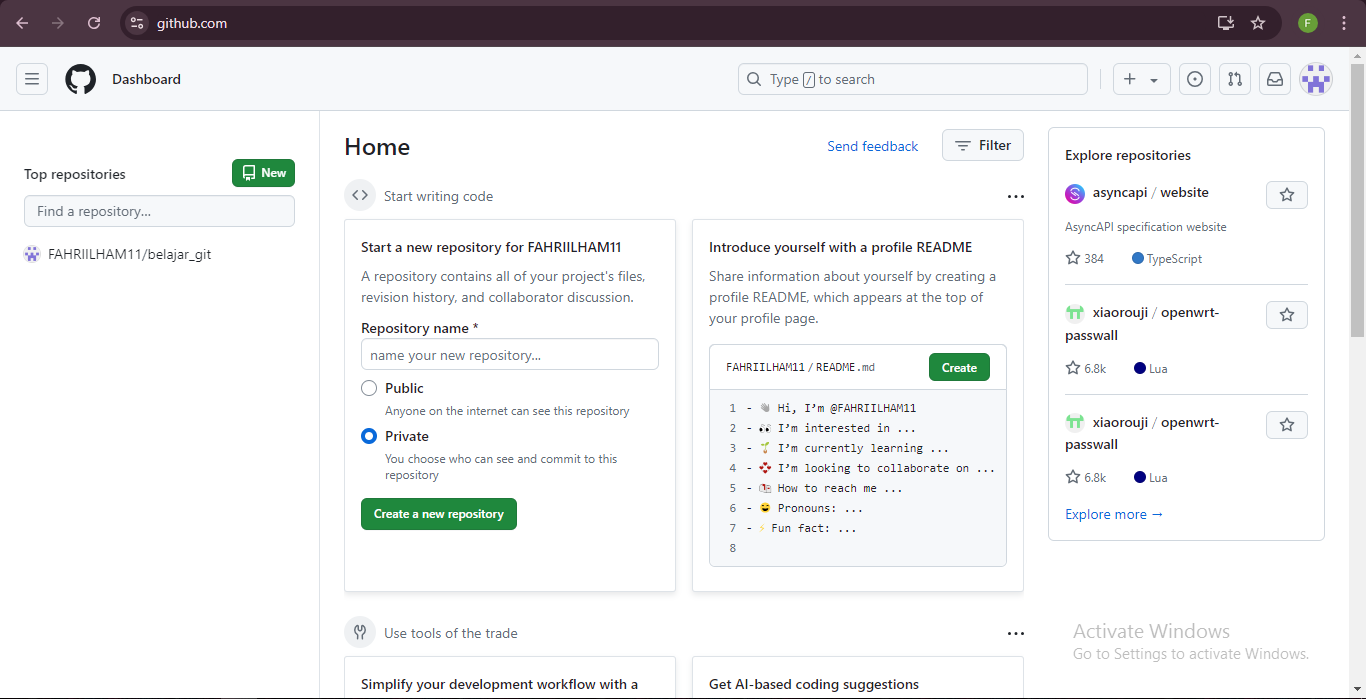 github.com
F
Dashboard
Type / to search
Top repositories
New
Find a repository...
FAHRIILHAM11/belajar_git
Home
Send feedback
Filter
Start writing code
Start a new repository for FAHRIILHAM11
A repository contains all of your project's files,
revision history, and collaborator discussion.
Repository name *
name your new repository...
Public
Anyone on the internet can see this repository
Private
You choose who can see and commit to this
repository
Create a new repository
Introduce yourself with a profile README
Share information about yourself by creating a
profile README, which appears at the top of
your profile page.
FAHRIILHAM11 / README.md
Create
1 - 👋 Hi, I’m @FAHRIILHAM11
2 - 👀 I’m interested in ...
3 - 🌱 I’m currently learning ...
4 - 💞️ I’m looking to collaborate on ...
5 - 📫 How to reach me ...
6 - 😄 Pronouns: ...
7 - ⚡ Fun fact: ...
8
Use tools of the trade
Simplify your development workflow with a
Get AI-based coding suggestions
Explore repositories
asyncapi / website
AsyncAPI specification website
384 TypeScript
xiaorouji / openwrt-
passwall
6.8k Lua
xiaorouji / openwrt-
passwall
6.8k Lua
Explore more →
Activate Windows
Go to Settings to activate Windows.